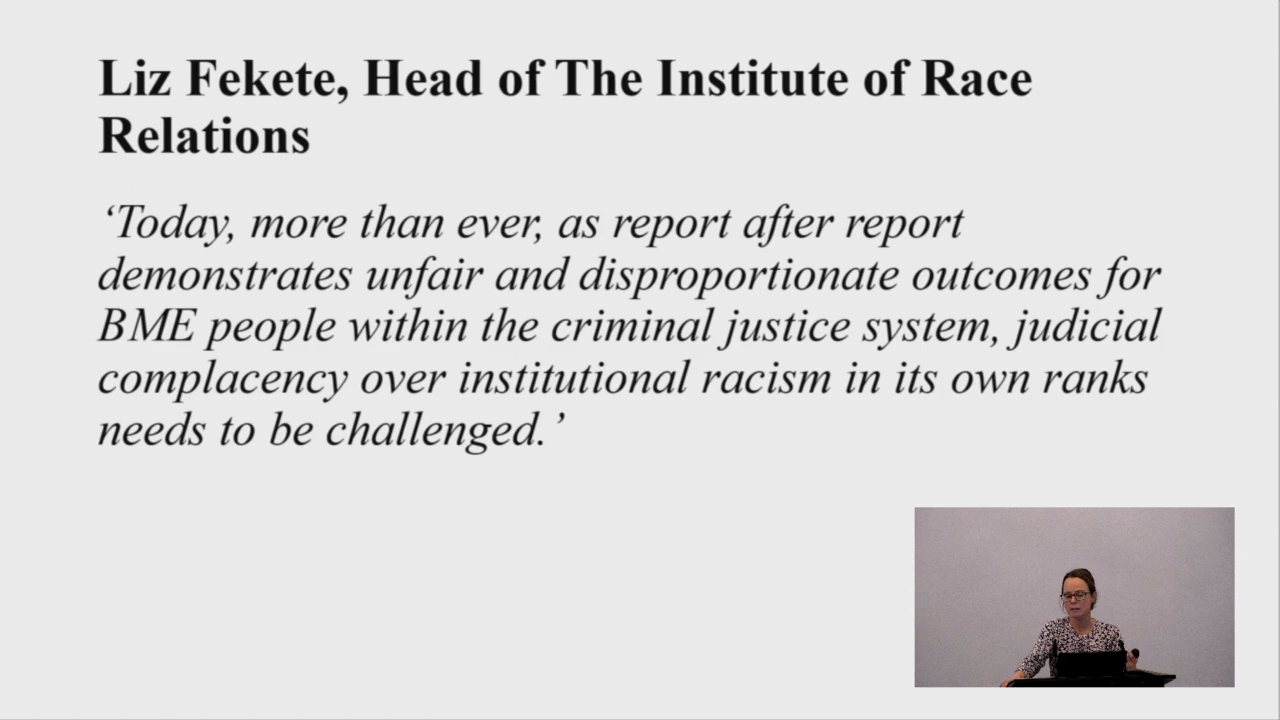 Liz Fekete, Head of The Institute of Race
Relations
‘Today, more than ever, as report after report
demonstrates unfair and disproportionate outcomes for
BME people within the criminal justice system, judicial
complacency over institutional racism in its own ranks
needs to be challenged.’